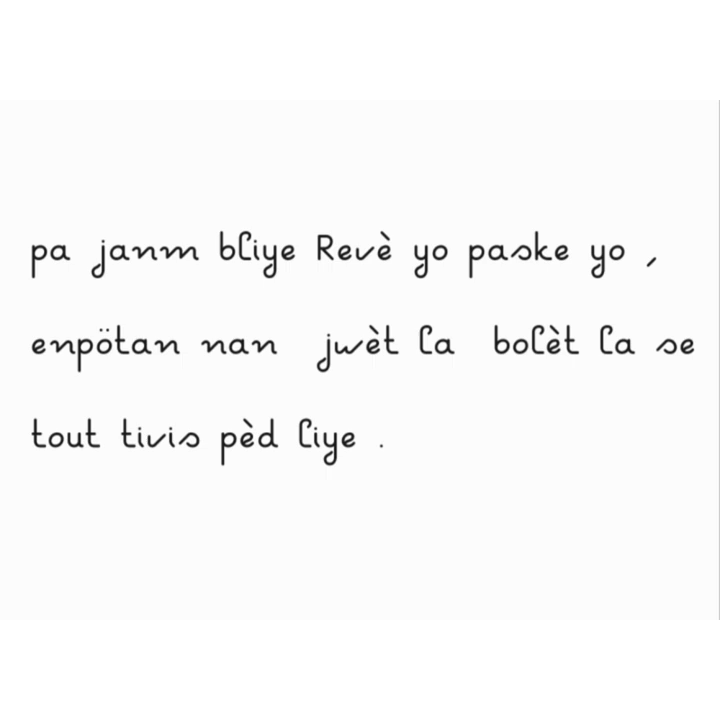 pa janm bliye Revè yo paske yo ,
enpötan nan jwèt la bolèt la se
tout tivis pèd liye .